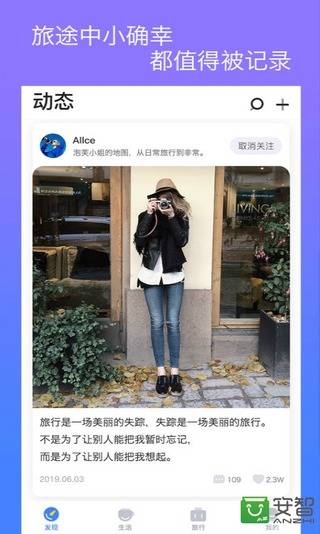 旅途中小确幸
都值得被记录
动态
Alice
泡芙小姐的地图，从日常旅行到非常。
取消关注
LIVING
旅行是一场美丽的失踪，失踪是一场美丽的旅行。
不是为了让别人能把我暂时忘记，
而是为了让别人能把我想起。
2019.06.03
109
2.3W
发现
生活
旅行
我的
安智
ANZHI